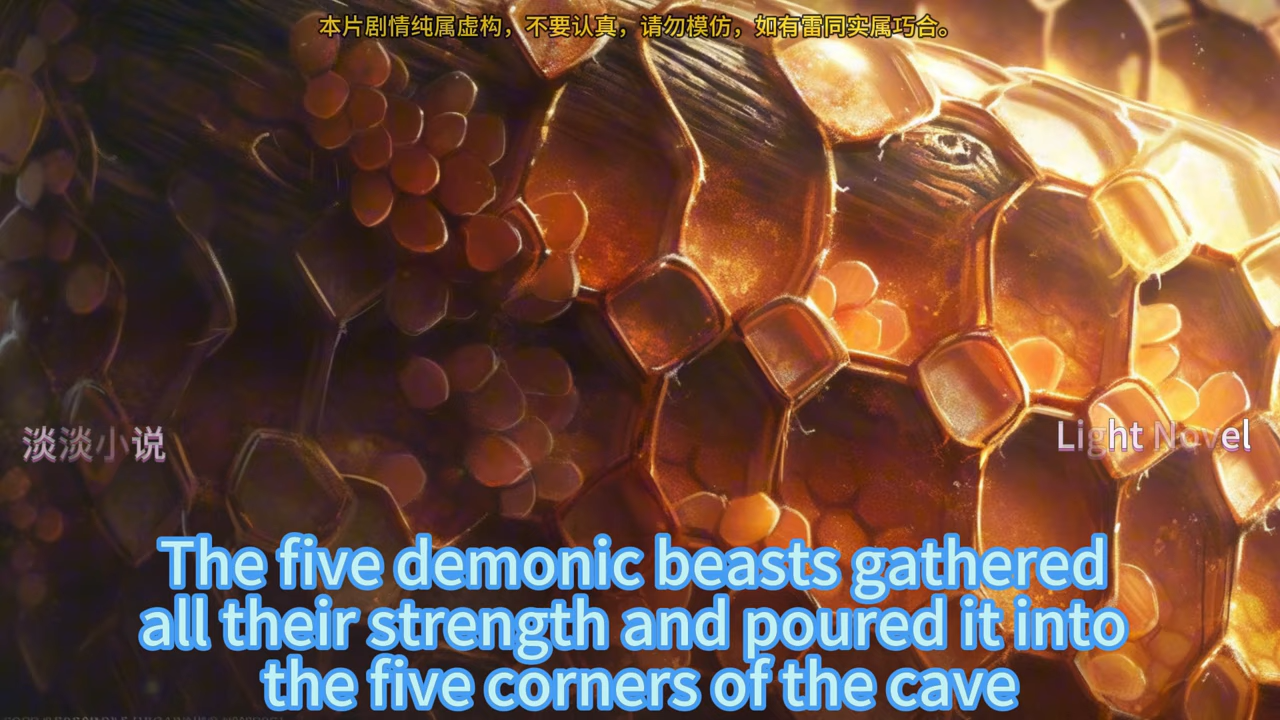 本片剧情纯属虚构，不要认真，请勿模仿，如有雷同实属巧合。
淡淡小说
Light Novel
The five demonic beasts gathered
all their strength and poured it into
the five corners of the cave